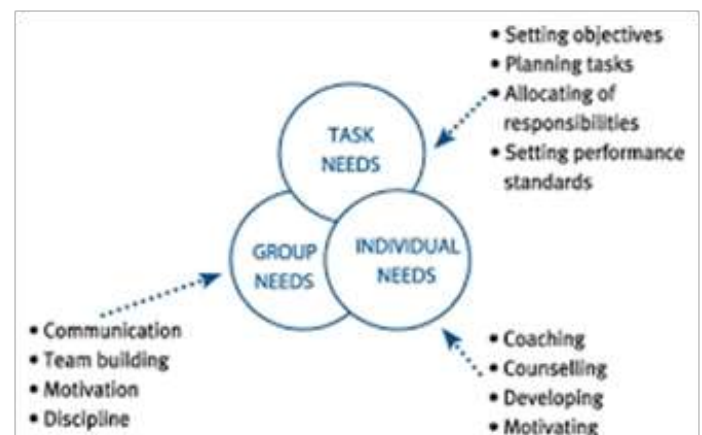 • Setting objectives
• Planning tasks
• Allocating of
responsibilities
• Setting performance
standards
TASK
NEEDS
GROUP
NEEDS
INDIVIDUAL
NEEDS
• Communication
• Team building
• Motivation
• Discipline
• Coaching
• Counselling
• Developing
• Motivating